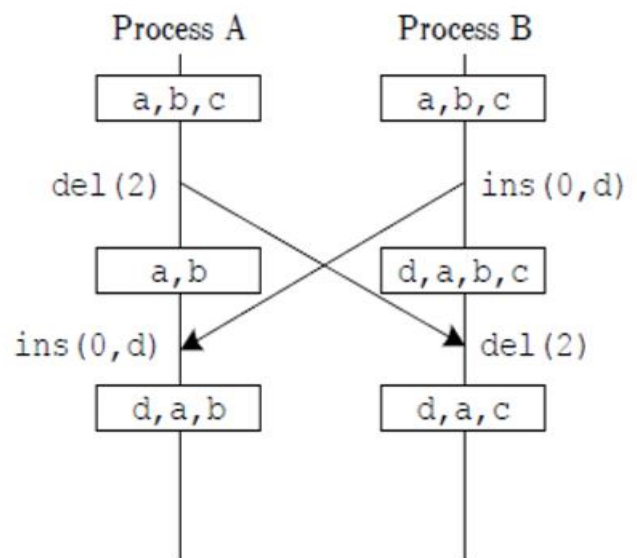 Process A Process B
a,b,c a,b,c
del(2) ins(0,d)
a,b d,a,b,c
ins(0,d) del(2)
d,a,b d,a,c